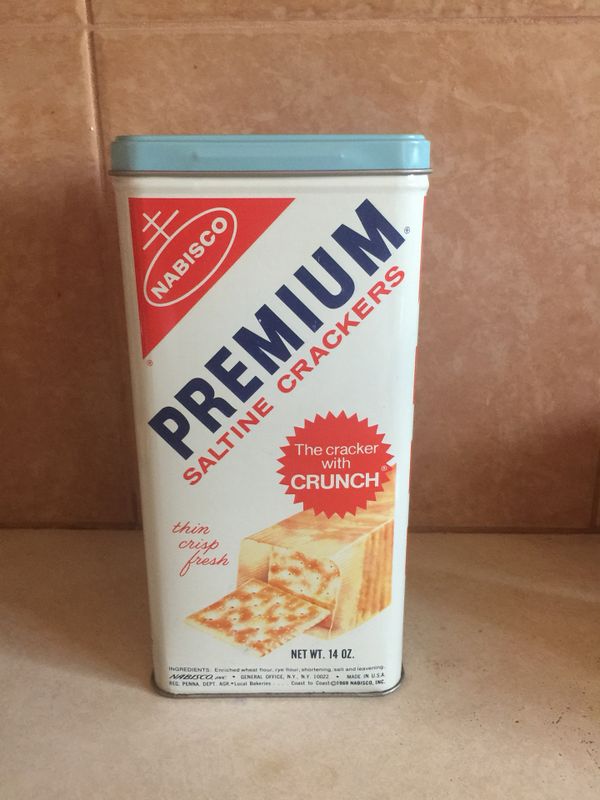 NABISCO
®
PREMIUM®
SALTINE CRACKERS
The cracker
with
CRUNCH®
thin
crisp
fresh
NET WT. 14 OZ.
INGREDIENTS: Enriched wheat flour, rye flour, shortening, salt and leavening.
NABISCO, INC • GENERAL OFFICE, N.Y., N.Y. 10022 • MADE IN U.S.A.
REG. PENNA. DEPT. AGR. • Local Bakeries . . . . Coast to Coast © 1969 NABISCO, INC.